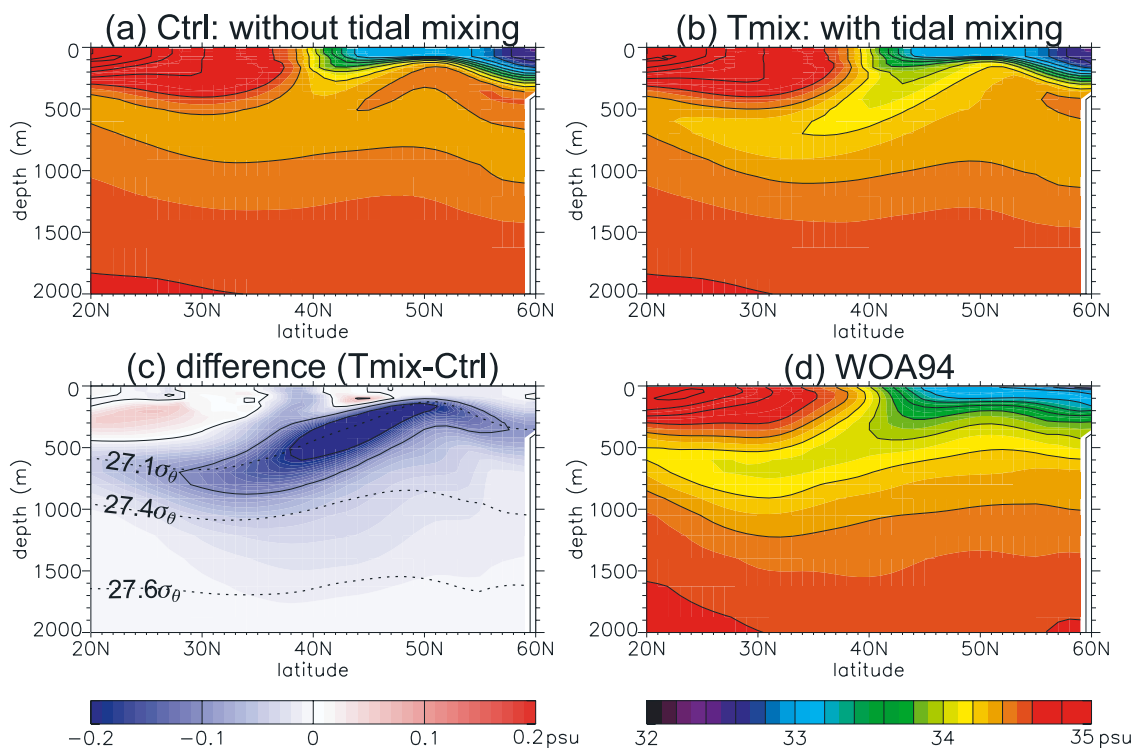 (a) Ctrl: without tidal mixing
(b) Tmix: with tidal mixing
0
500
1000
1500
2000
depth (m)
20N 30N 40N 50N 60N
latitude
0
500
1000
1500
2000
depth (m)
20N 30N 40N 50N 60N
latitude
(c) difference (Tmix-Ctrl)
(d) WOA94
0
500
1000
1500
2000
depth (m)
27.1σθ
27.4σθ
27.6σθ
20N 30N 40N 50N 60N
latitude
0
500
1000
1500
2000
depth (m)
20N 30N 40N 50N 60N
latitude
−0.2 −0.1 0 0.1 0.2 psu
32 33 34 35 psu